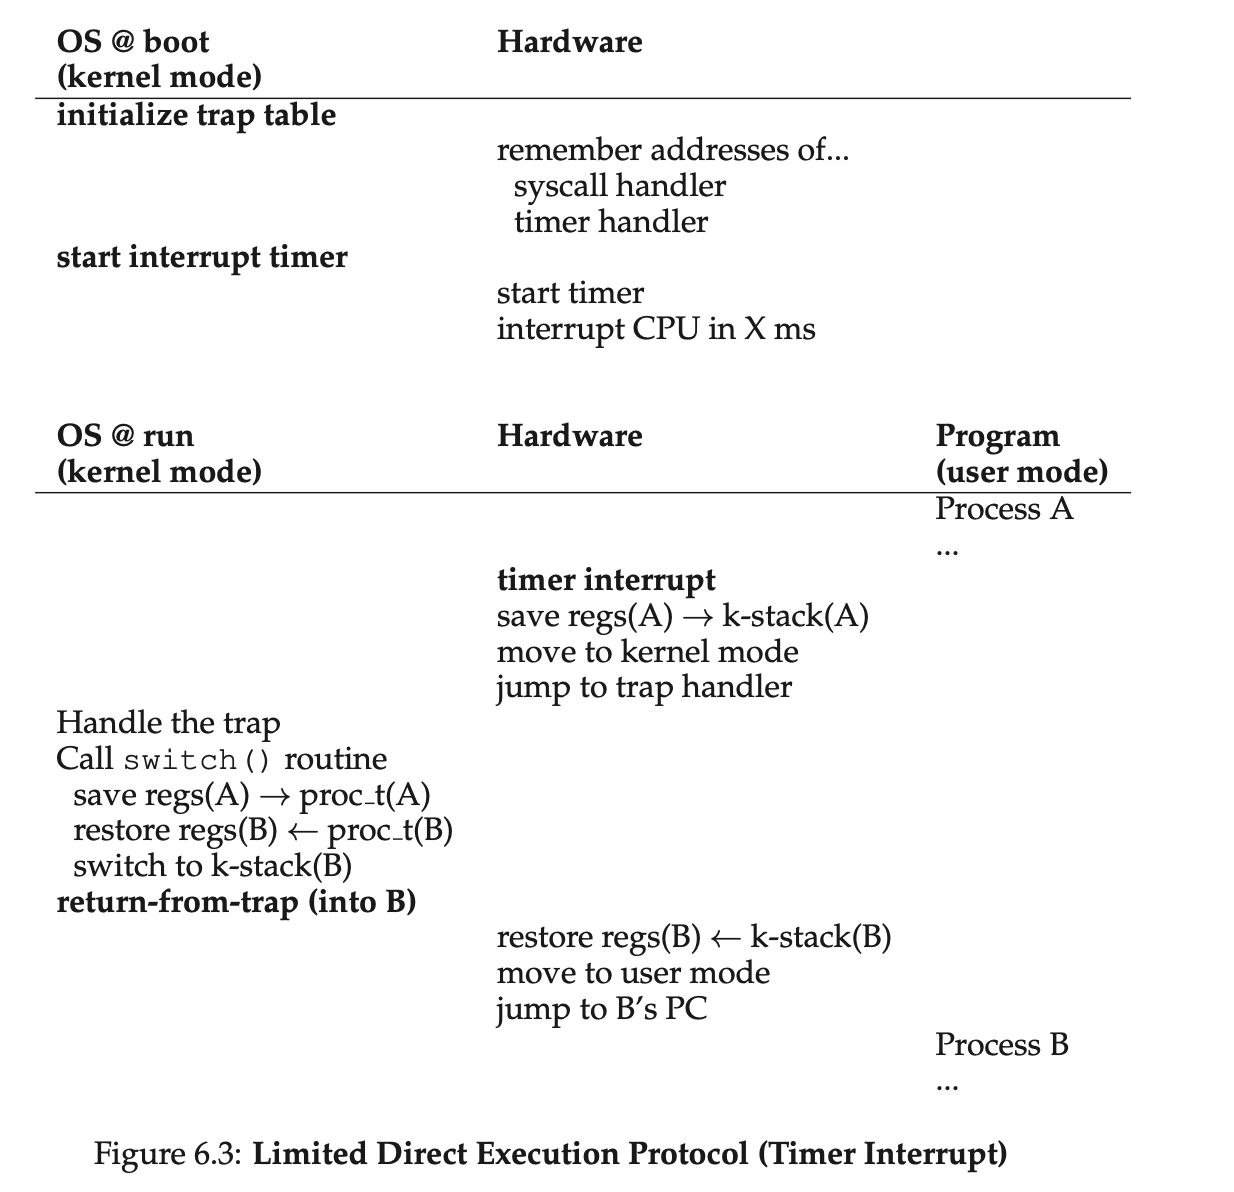 OS @ boot Hardware
(kernel mode)
initialize trap table
remember addresses of...
syscall handler
timer handler
start interrupt timer
start timer
interrupt CPU in X ms
OS @ run Hardware Program
(kernel mode) (user mode)
Process A
...
timer interrupt
save regs(A) → k-stack(A)
move to kernel mode
jump to trap handler
Handle the trap
Call switch() routine
save regs(A) → proc_t(A)
restore regs(B) ← proc_t(B)
switch to k-stack(B)
return-from-trap (into B)
restore regs(B) ← k-stack(B)
move to user mode
jump to B’s PC
Process B
...
Figure 6.3: Limited Direct Execution Protocol (Timer Interrupt)